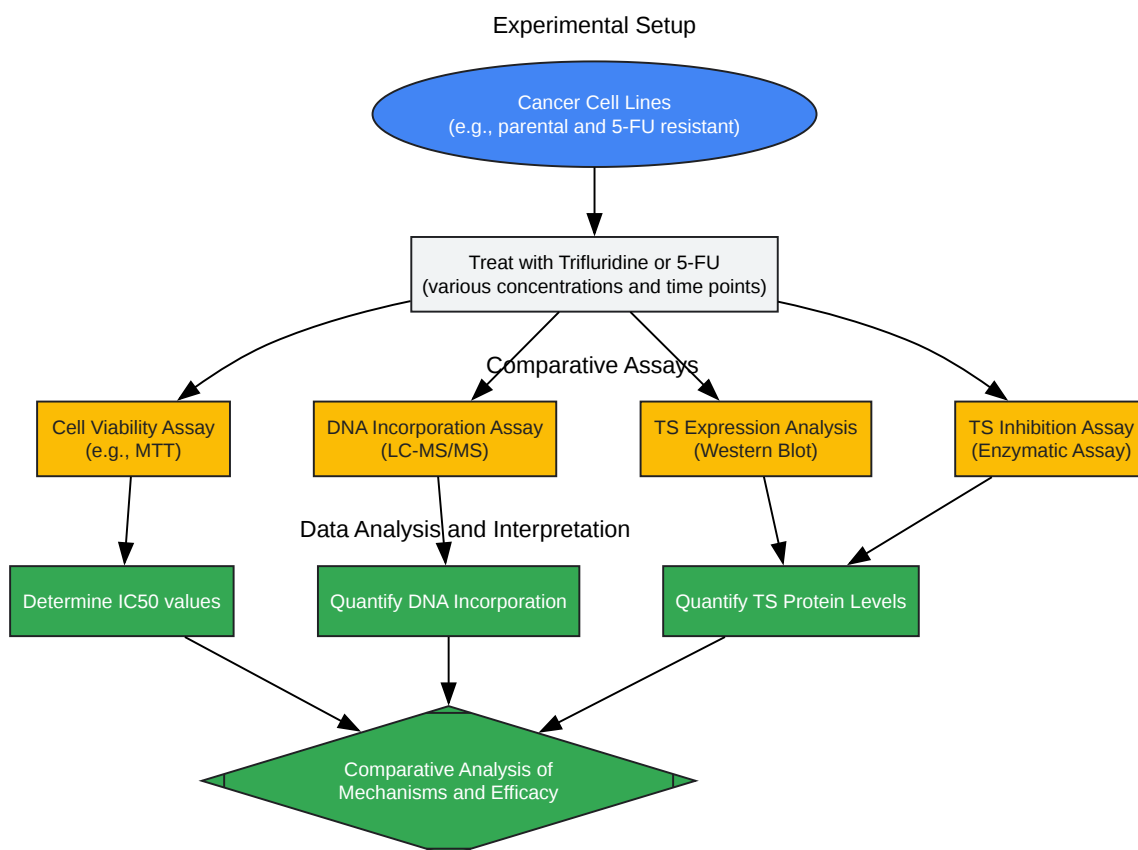 Experimental Setup
Cancer Cell Lines
(e.g., parental and 5-FU resistant)
Treat with Trifluridine or 5-FU
(various concentrations and time points)
Comparative Assays
Cell Viability Assay
(e.g., MTT)
DNA Incorporation Assay
(LC-MS/MS)
TS Expression Analysis
(Western Blot)
TS Inhibition Assay
(Enzymatic Assay)
Data Analysis and Interpretation
Determine IC50 values
Quantify DNA Incorporation
Quantify TS Protein Levels
Comparative Analysis of
Mechanisms and Efficacy